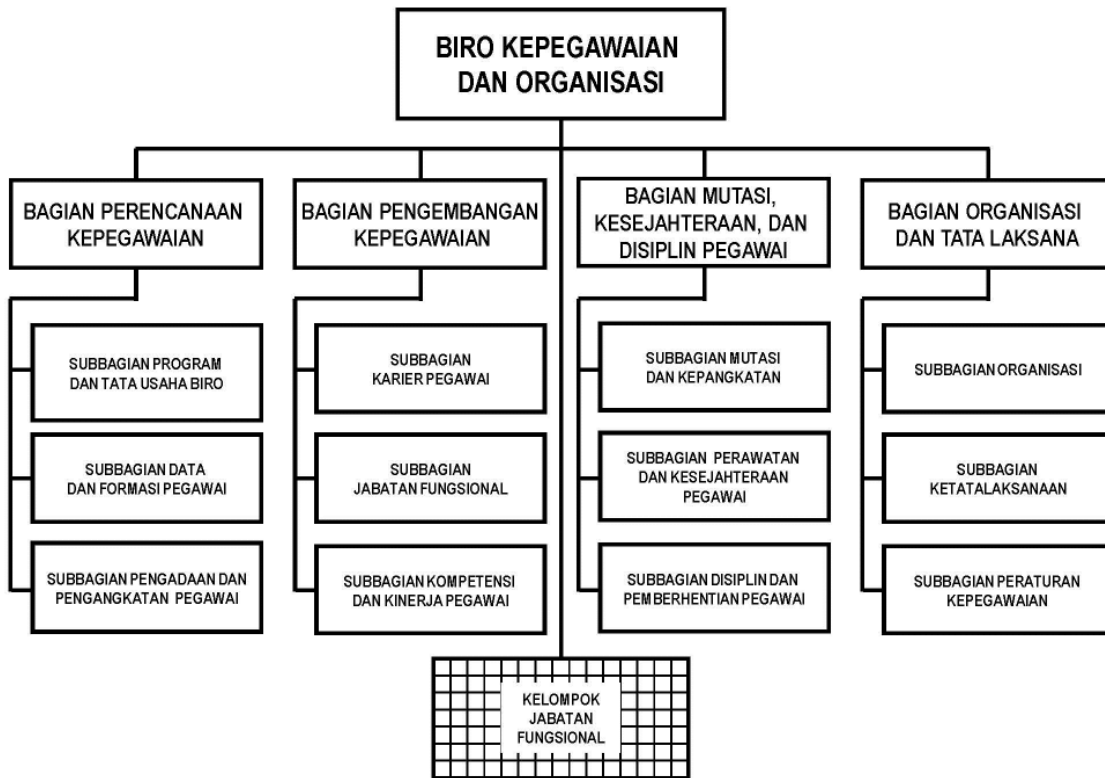 BIRO KEPEGAWAIAN
DAN ORGANISASI
BAGIAN PERENCANAAN
KEPEGAWAIAN
BAGIAN PENGEMBANGAN
KEPEGAWAIAN
BAGIAN MUTASI,
KESEJAHTERAAN, DAN
DISIPLIN PEGAWAI
BAGIAN ORGANISASI
DAN TATA LAKSANA
SUBBAGIAN PROGRAM
DAN TATA USAHA BIRO
SUBBAGIAN
KARIER PEGAWAI
SUBBAGIAN MUTASI
DAN KEPANGKATAN
SUBBAGIAN ORGANISASI
SUBBAGIAN DATA
DAN FORMASI PEGAWAI
SUBBAGIAN
JABATAN FUNGSIONAL
SUBBAGIAN PERAWATAN
DAN KESEJAHTERAAN
PEGAWAI
SUBBAGIAN
KETATALAKSANAAN
SUBBAGIAN PENGADAAN DAN
PENGANGKATAN PEGAWAI
SUBBAGIAN KOMPETENSI
DAN KINERJA PEGAWAI
SUBBAGIAN DISIPLIN DAN
PEMBERHENTIAN PEGAWAI
SUBBAGIAN PERATURAN
KEPEGAWAIAN
KELOMPOK
JABATAN
FUNGSIONAL